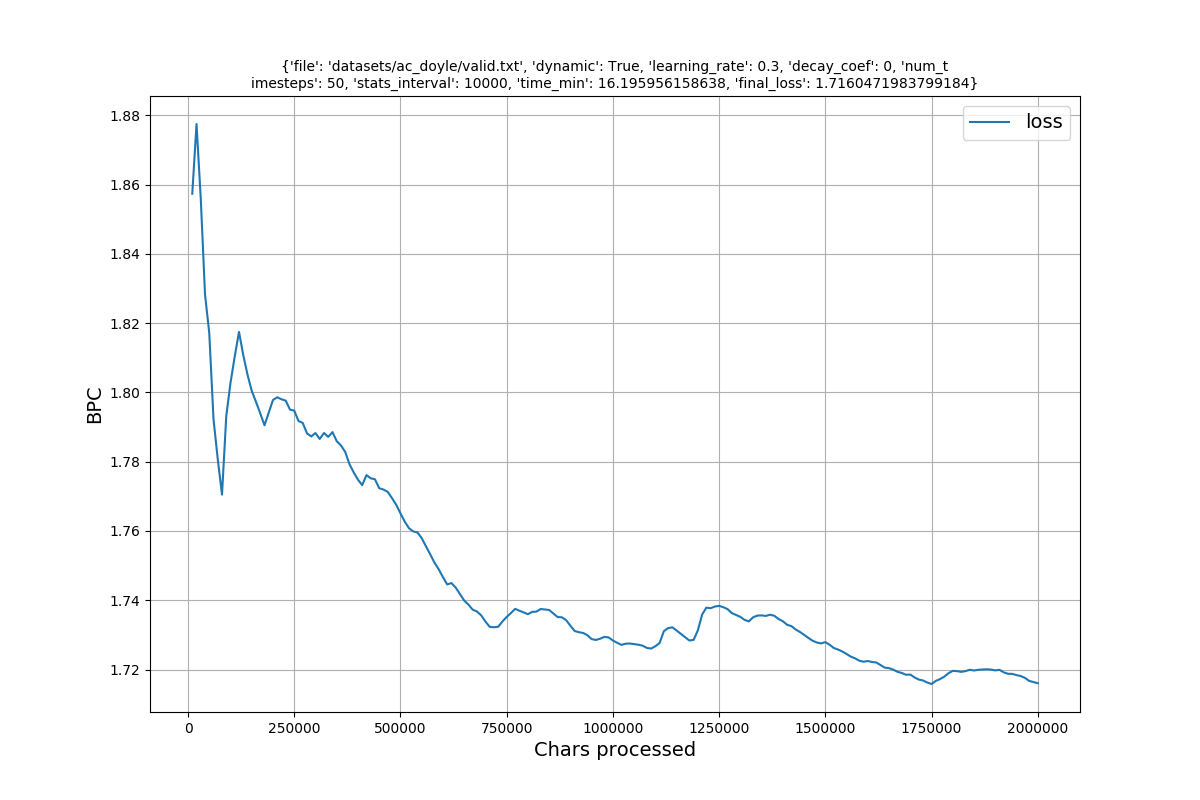 {'file': 'datasets/ac_doyle/valid.txt', 'dynamic': True, 'learning_rate': 0.3, 'decay_coef': 0, 'num_t
imesteps': 50, 'stats_interval': 10000, 'time_min': 16.195956158638, 'final_loss': 1.7160471983799184}
loss
1.88
1.86
1.84
1.82
1.80
1.78
1.76
1.74
1.72
BPC
0 250000 500000 750000 1000000 1250000 1500000 1750000 2000000
Chars processed